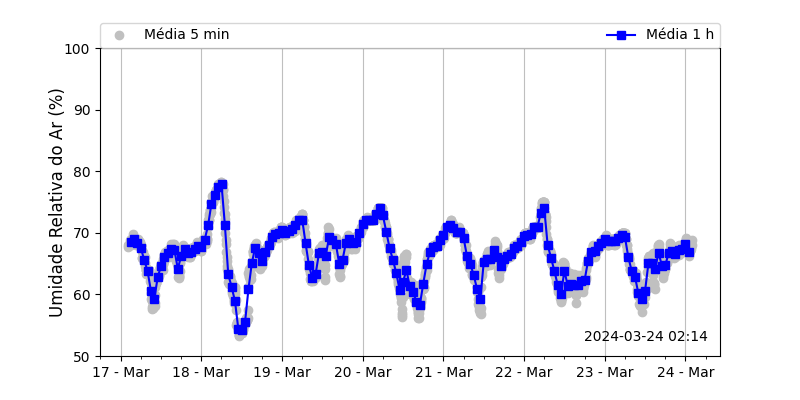 Média 5 min
Média 1 h
Umidade Relativa do Ar (%)
100
90
80
70
60
50
2024-03-24 02:14
17 - Mar
18 - Mar
19 - Mar
20 - Mar
21 - Mar
22 - Mar
23 - Mar
24 - Mar